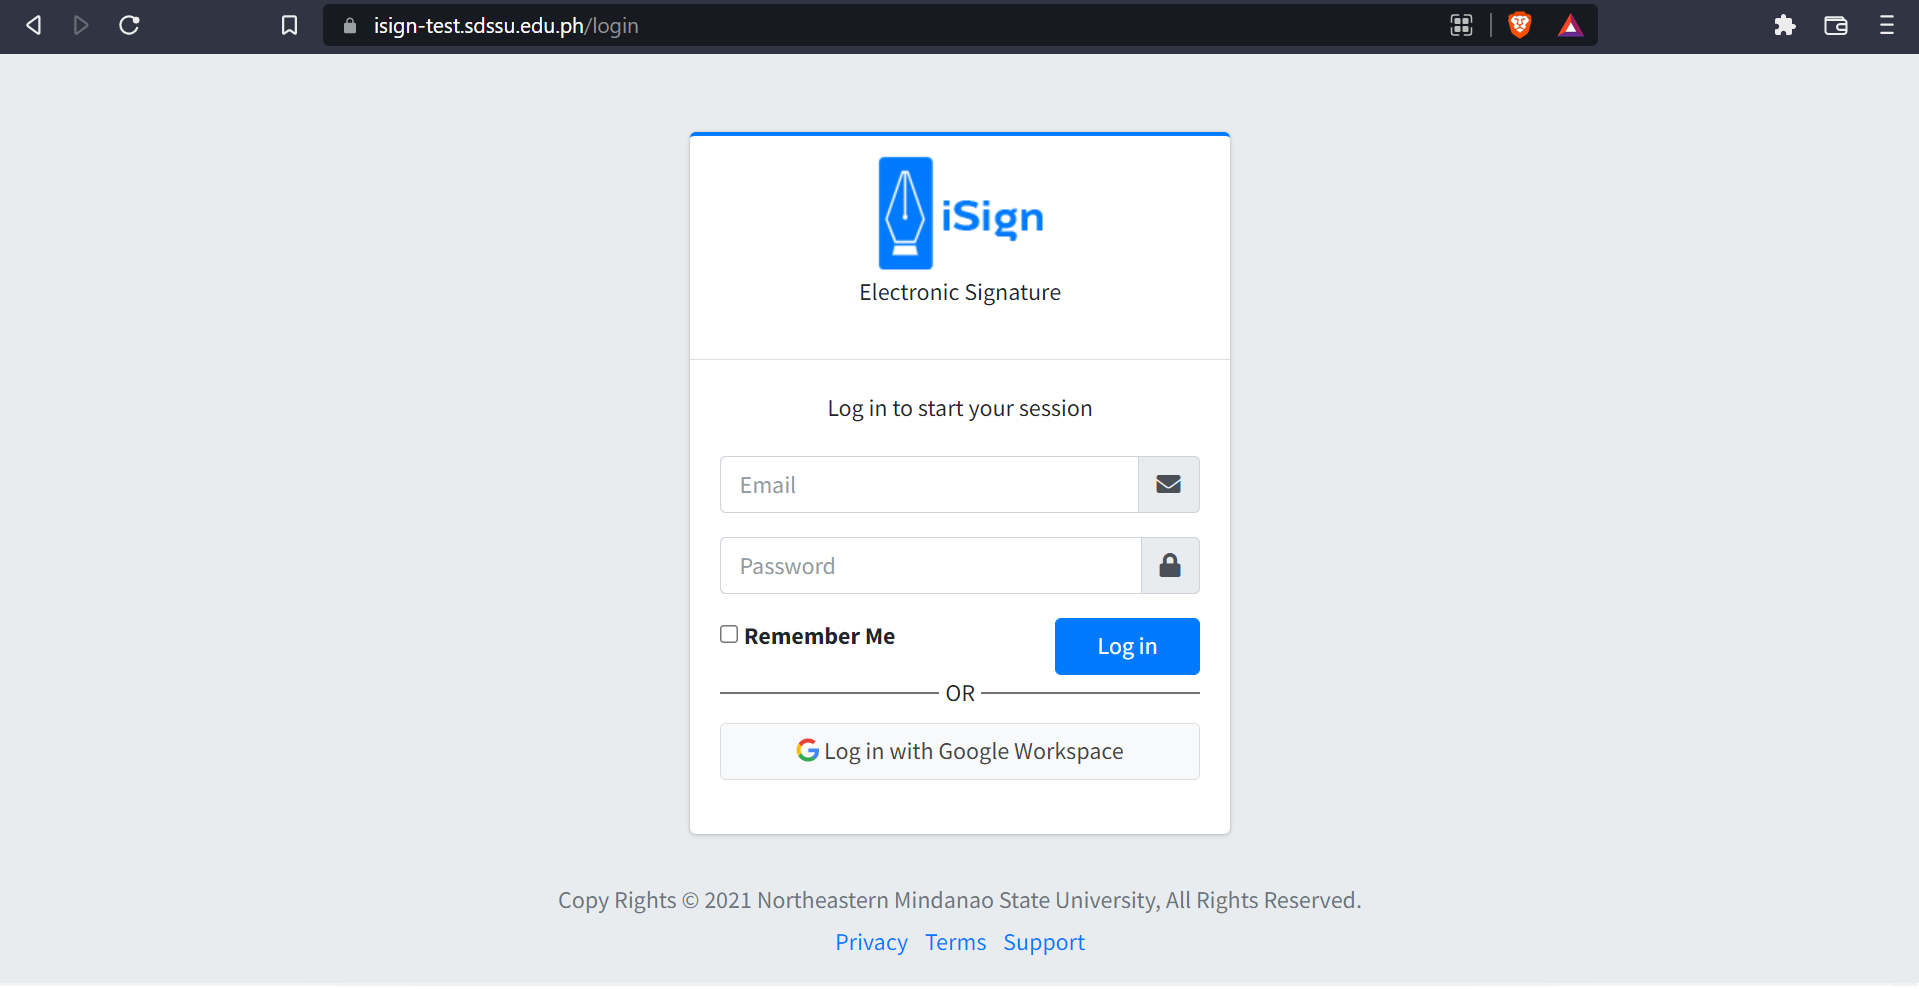 isign-test.sdssu.edu.ph/login
iSign
Electronic Signature
Log in to start your session
Email
Password
Remember Me
Log in
OR
Log in with Google Workspace
Copy Rights © 2021 Northeastern Mindanao State University, All Rights Reserved.
Privacy Terms Support